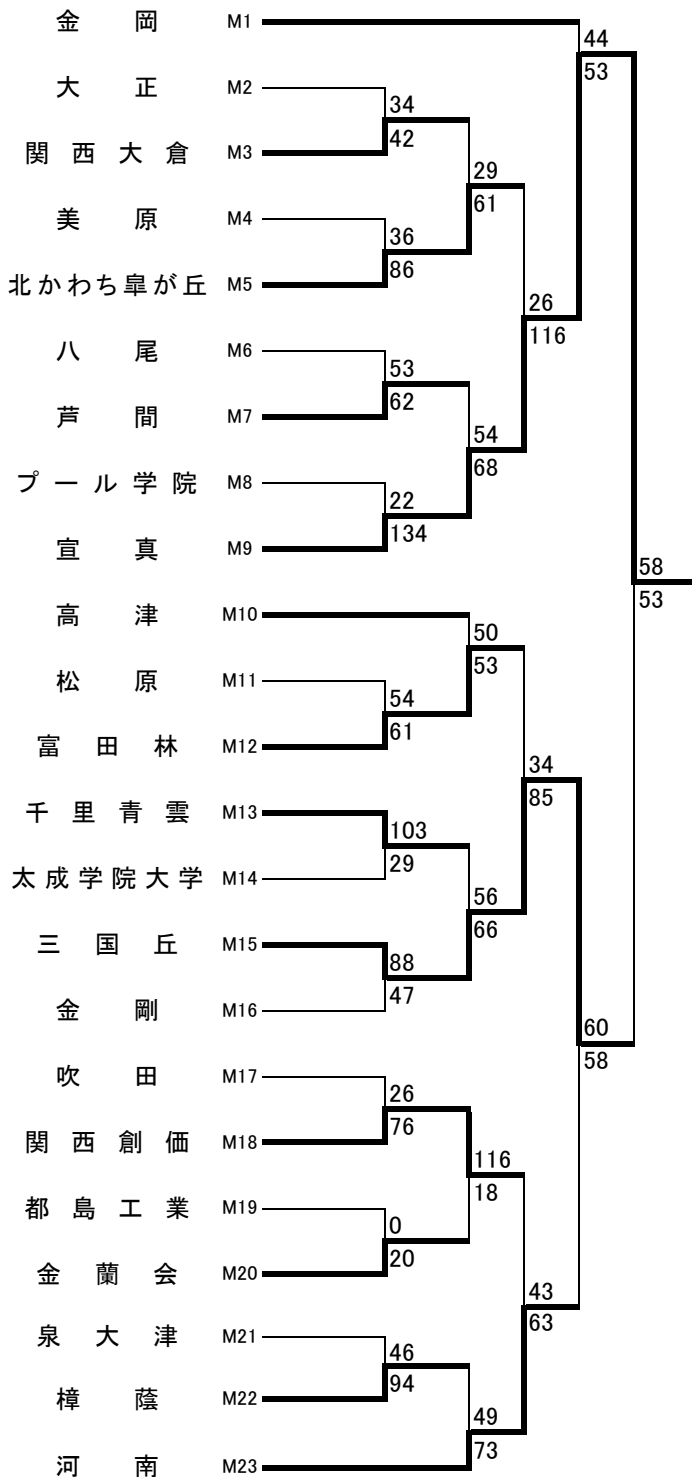 金岡 M1
44
53
大正 M2
34
42
関西大倉 M3
29
61
美原 M4
36
86
北かわち皐が丘 M5
26
116
八尾 M6
53
62
芦間 M7
54
68
プール学院 M8
22
134
宣真 M9
58
53
高津 M10
50
53
松原 M11
54
61
富田林 M12
34
85
千里青雲 M13
103
29
太成学院大学 M14
56
66
三国丘 M15
88
47
金剛 M16
60
58
吹田 M17
26
76
関西創価 M18
116
18
都島工業 M19
0
20
金蘭会 M20
43
63
泉大津 M21
46
94
樟蔭 M22
49
73
河南 M23